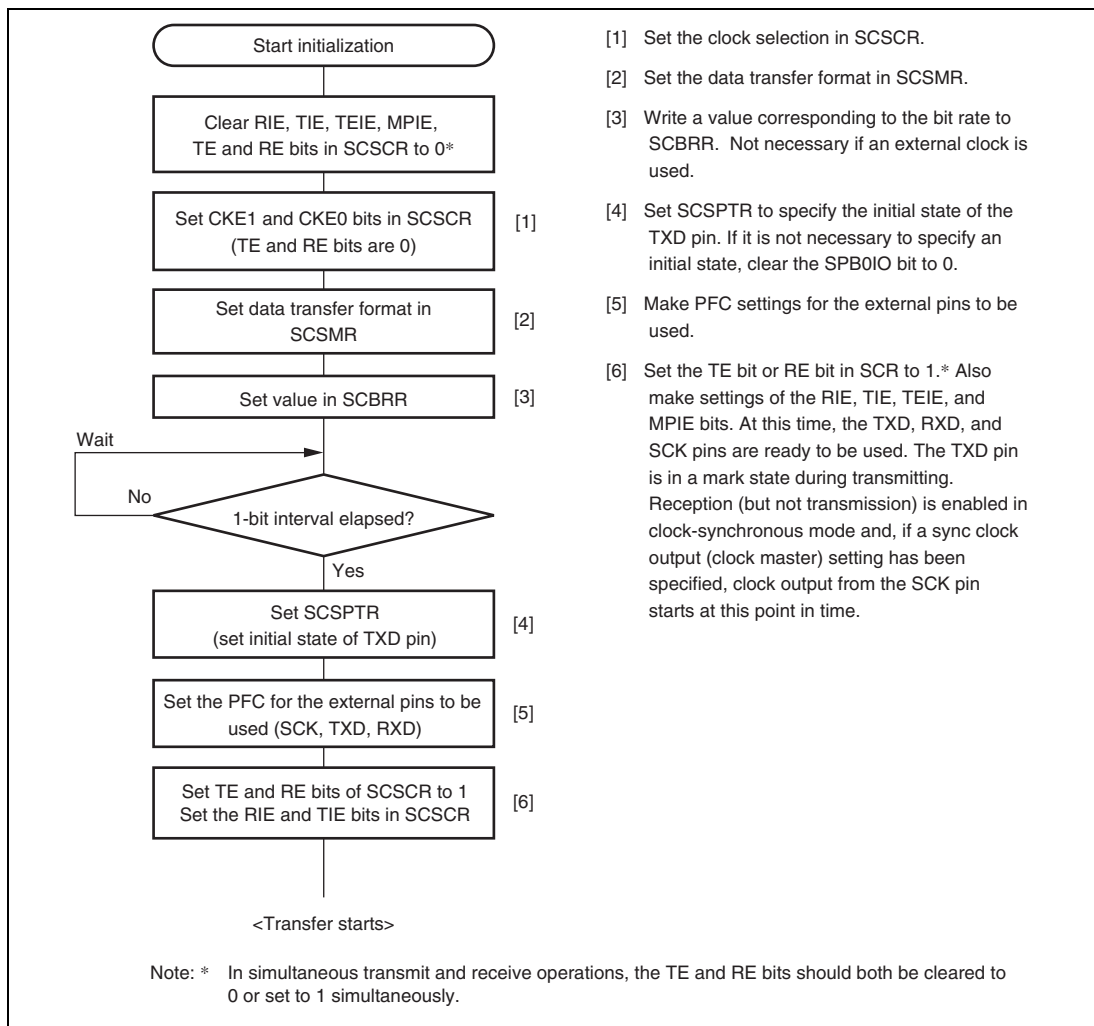 Start initialization
Clear RIE, TIE, TEIE, MPIE,
TE and RE bits in SCSCR to 0*
Set CKE1 and CKE0 bits in SCSCR
(TE and RE bits are 0)
[1]
Set data transfer format in
SCSMR
[2]
Set value in SCBRR
[3]
Wait
No
1-bit interval elapsed?
Yes
Set SCSPTR
(set initial state of TXD pin)
[4]
Set the PFC for the external pins to be
used (SCK, TXD, RXD)
[5]
Set TE and RE bits of SCSCR to 1
Set the RIE and TIE bits in SCSCR
[6]
<Transfer starts>
[1] Set the clock selection in SCSCR.
[2] Set the data transfer format in SCSMR.
[3] Write a value corresponding to the bit rate to
SCBRR. Not necessary if an external clock is
used.
[4] Set SCSPTR to specify the initial state of the
TXD pin. If it is not necessary to specify an
initial state, clear the SPB0IO bit to 0.
[5] Make PFC settings for the external pins to be
used.
[6] Set the TE bit or RE bit in SCR to 1.* Also
make settings of the RIE, TIE, TEIE, and
MPIE bits. At this time, the TXD, RXD, and
SCK pins are ready to be used. The TXD pin
is in a mark state during transmitting.
Reception (but not transmission) is enabled in
clock-synchronous mode and, if a sync clock
output (clock master) setting has been
specified, clock output from the SCK pin
starts at this point in time.
Note: * In simultaneous transmit and receive operations, the TE and RE bits should both be cleared to
0 or set to 1 simultaneously.